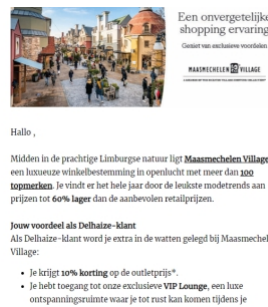 Een onvergetelijke
shopping ervaring
Geniet van exclusieve voordelen
MAASMECHELEN VILLAGE
Hallo ,
Midden in de prachtige Limburgse natuur ligt Maasmechelen Village
een luxueuze winkelbestemming in openlucht met meer dan 100
topmerken. Je vindt er het hele jaar door de leukste modetrends aan
prijzen tot 60% lager dan de aanbevolen retailprijzen.
Jouw voordeel als Delhaize-klant
Als Delhaize-klant word je extra in de watten gelegd bij Maasmechel
Village:
• Je krijgt 10% korting op de outletprijs*.
• Je hebt toegang tot onze exclusieve VIP Lounge, een luxe
ontspanningsruimte waar je tot rust kan komen tijdens je